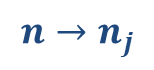 n → n_j